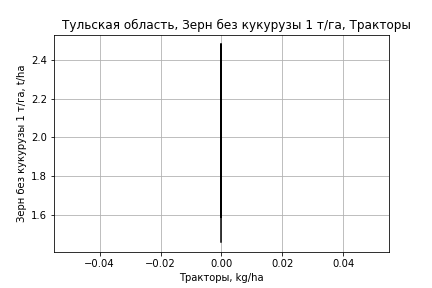 Тульская область, Зерн без кукурузы 1 т/га, Тракторы
Зерн без кукурузы 1 т/га, t/ha
2.4
2.2
2.0
1.8
1.6
−0.04 −0.02 0.00 0.02 0.04
Тракторы, kg/ha